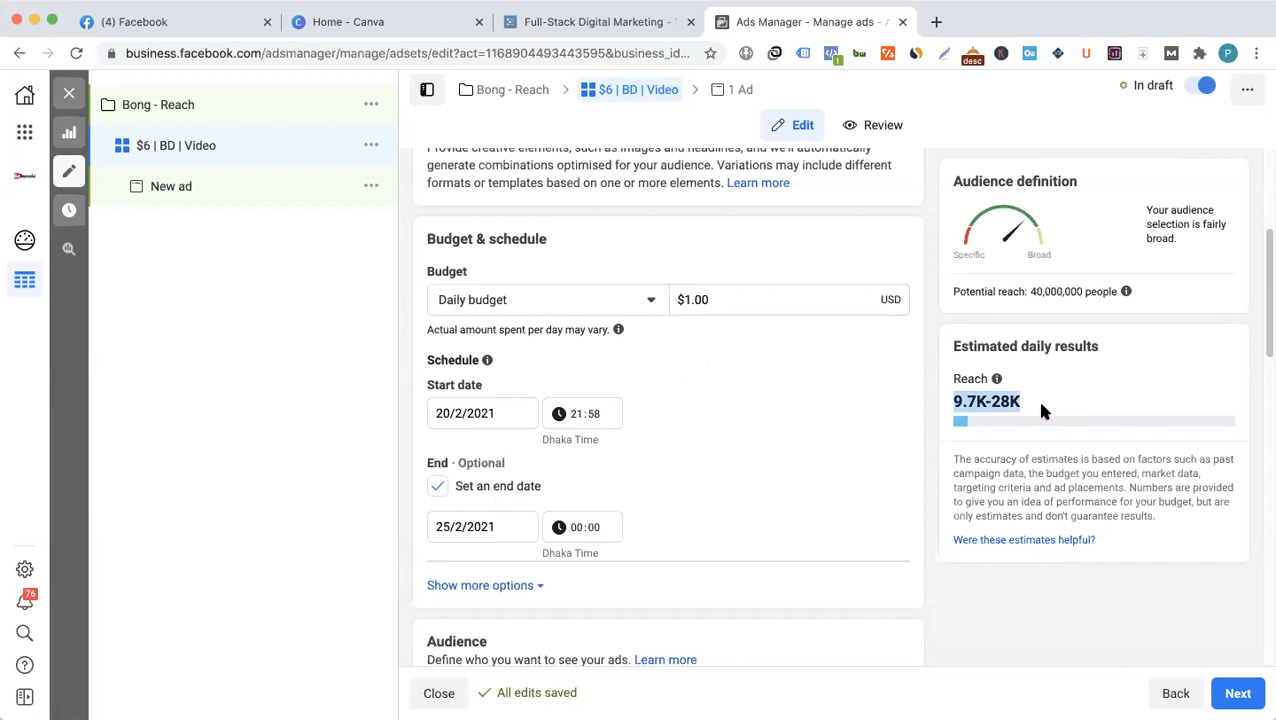 (4) Facebook
Home - Canva
Full-Stack Digital Marketing -
Ads Manager - Manage ads -
business.facebook.com/adsmanager/manage/adsets/edit?act=1168904493443595&business_id...
Bong - Reach
$6 | BD | Video
New ad
Bong - Reach
$6 | BD | Video
1 Ad
In draft
Edit
Review
Provide creative elements, such as images and headlines, and we'll automatically
generate combinations optimised for your audience. Variations may include different
formats or templates based on one or more elements. Learn more
Budget & schedule
Budget
Daily budget
$1.00
USD
Actual amount spent per day may vary.
Schedule
Start date
20/2/2021
21:58
Dhaka Time
End · Optional
Set an end date
25/2/2021
00:00
Dhaka Time
Show more options
Audience
Define who you want to see your ads. Learn more
Audience definition
Specific
Broad
Your audience
selection is fairly
broad.
Potential reach: 40,000,000 people
Estimated daily results
Reach
9.7K-28K
The accuracy of estimates is based on factors such as past
campaign data, the budget you entered, market data,
targeting criteria and ad placements. Numbers are provided
to give you an idea of performance for your budget, but are
only estimates and don't guarantee results.
Were these estimates helpful?
76
Close
All edits saved
Back
Next